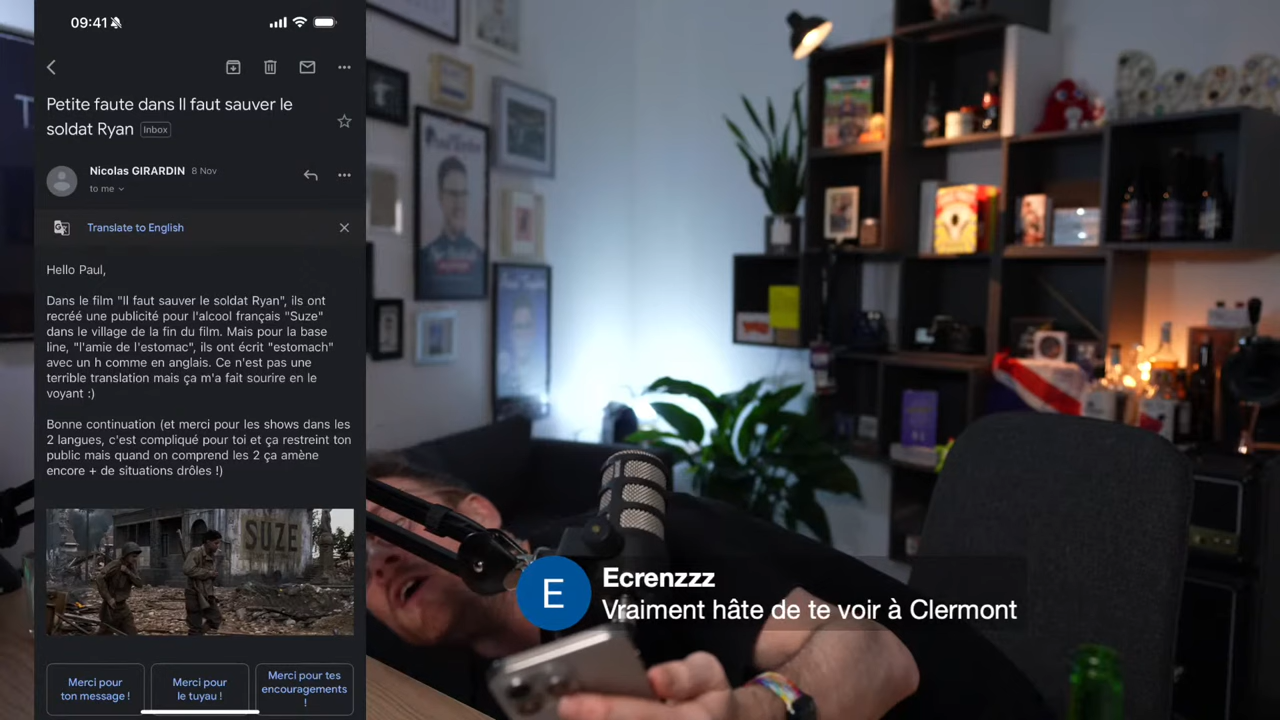 09:41
Petite faute dans Il faut sauver le
soldat Ryan Inbox
Nicolas GIRARDIN 8 Nov
to me
Translate to English
Hello Paul,
Dans le film "Il faut sauver le soldat Ryan", ils ont
recréé une publicité pour l'alcool français "Suze"
dans le village de la fin du film. Mais pour la base
line, "l'amie de l'estomac", ils ont écrit "estomach"
avec un h comme en anglais. Ce n'est pas une
terrible translation mais ça m'a fait sourire en le
voyant :)
Bonne continuation (et merci pour les shows dans les
2 langues, c'est compliqué pour toi et ça restreint ton
public mais quand on comprend les 2 ça amène
encore + de situations drôles !)
SUZE
Merci pour
ton message !
Merci pour
le tuyau !
Merci pour tes
encouragements
!
E
Ecrenzzz
Vraiment hâte de te voir à Clermont